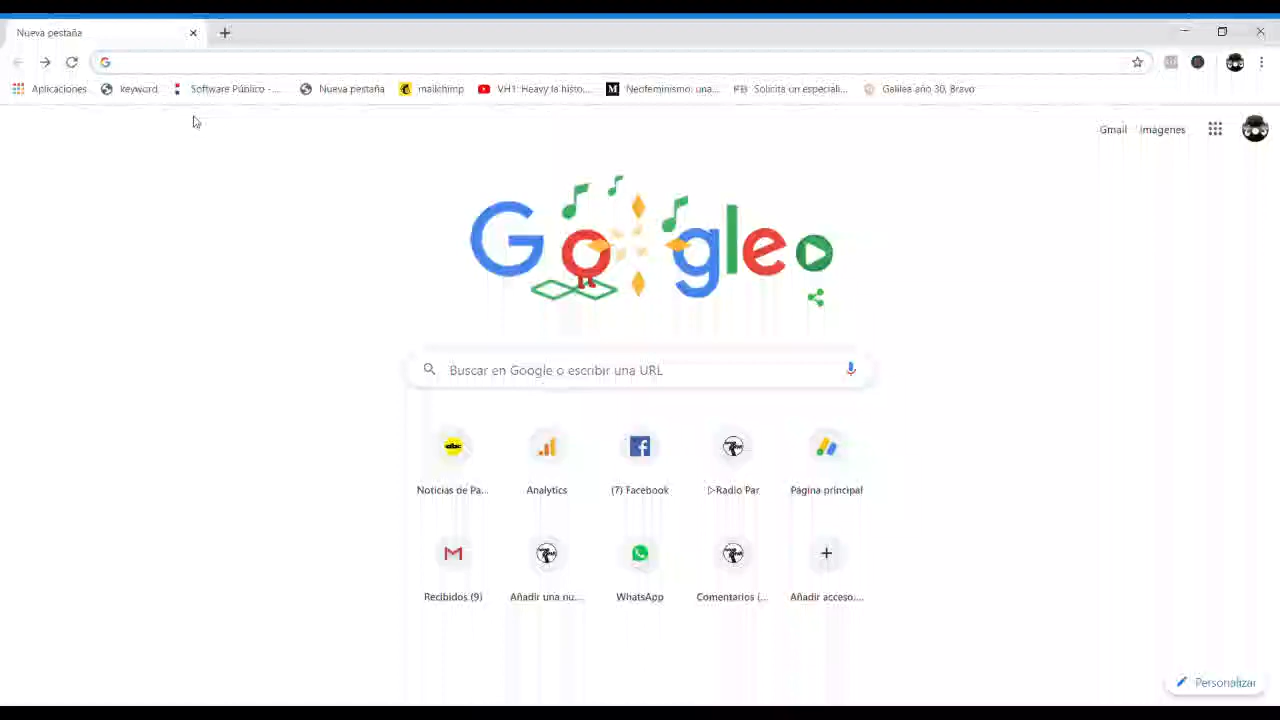 Nueva pestaña
Aplicaciones keyword Software Público - ... Nueva pestaña mailchimp VH1: Heavy la histo... M Neofeminismo: una... Solicita un especiali... Galilea año 30, Bravo
Gmail Imágenes
Google
Buscar en Google o escribir una URL
Noticias de Pa... Analytics (7) Facebook ▷Radio Par Página principal
Recibidos (9) Añadir una nu... WhatsApp Comentarios (... Añadir acceso...
Personalizar